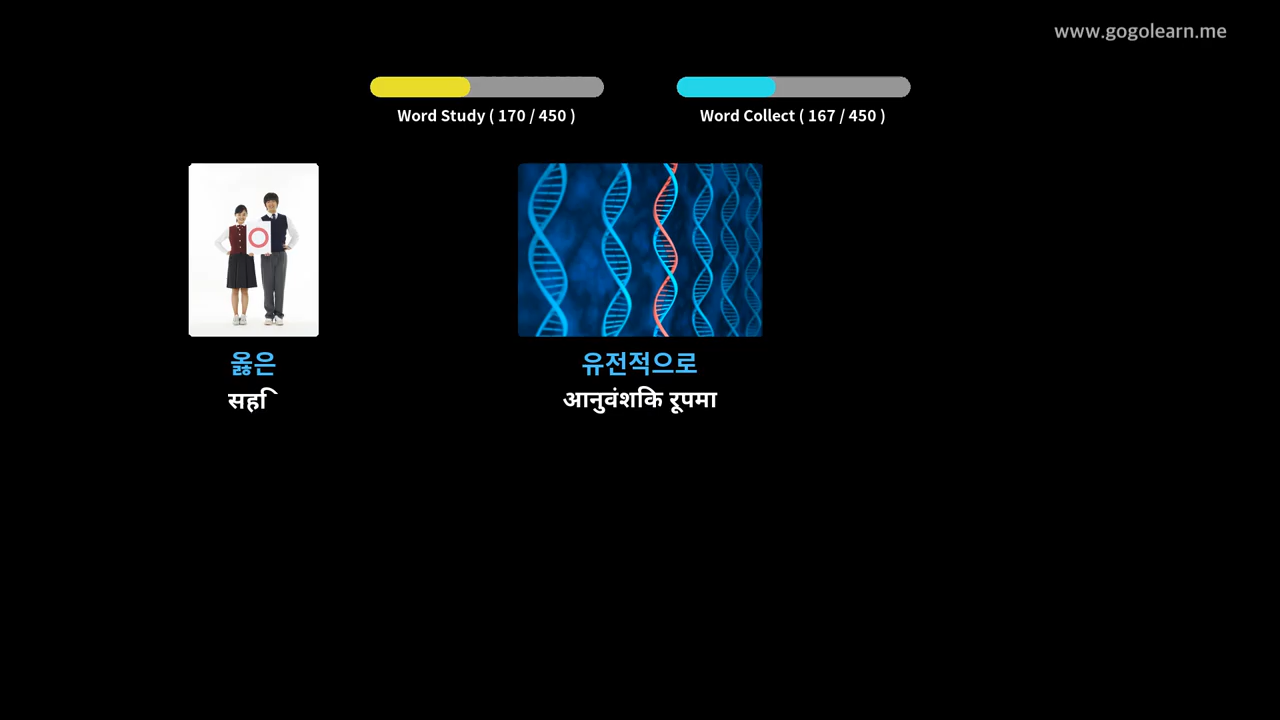 www.gogolearn.me
Word Study ( 170 / 450 )
Word Collect ( 167 / 450 )
옳은
유전적으로
सहि
आनुवंशकि रूपमा